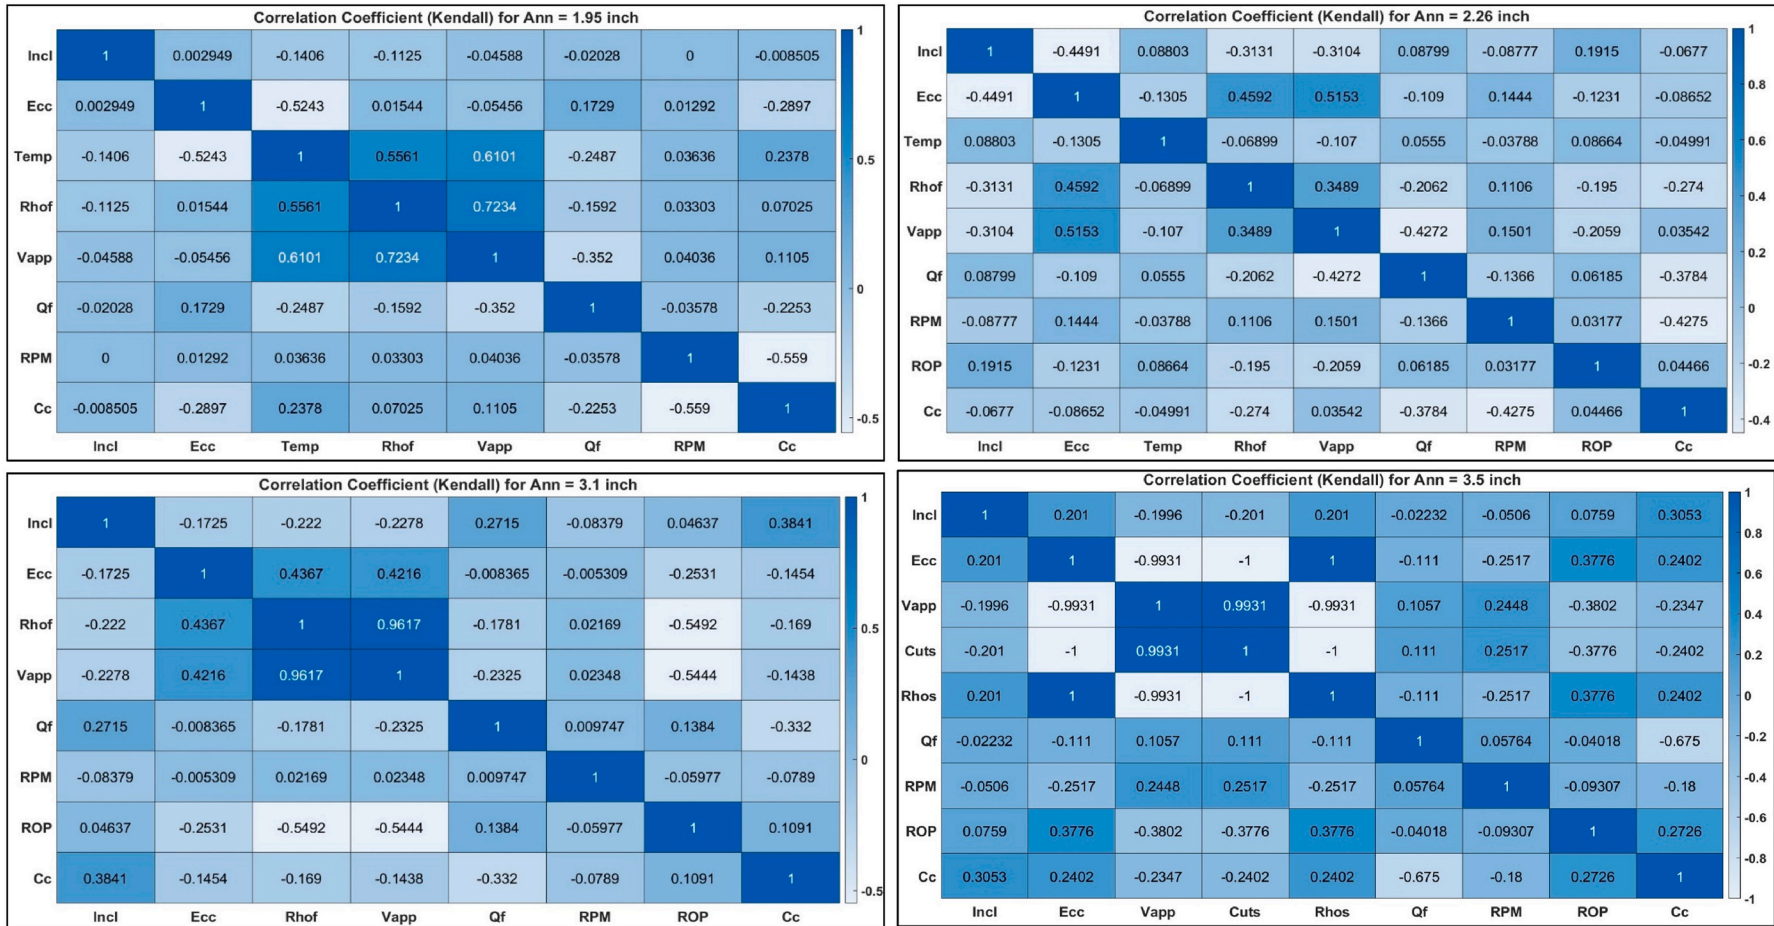 Correlation Coefficient (Kendall) for Ann = 1.95 inch
Incl 1 0.002949 -0.1406 -0.1125 -0.04588 -0.02028 0 -0.008505
Ecc 0.002949 1 -0.5243 0.01544 -0.05456 0.1729 0.01292 -0.2897
Temp -0.1406 -0.5243 1 0.5561 0.6101 -0.2487 0.03636 0.2378
Rhof -0.1125 0.01544 0.5561 1 0.7234 -0.1592 0.03303 0.07025
Vapp -0.04588 -0.05456 0.6101 0.7234 1 -0.352 0.04036 0.1105
Qf -0.02028 0.1729 -0.2487 -0.1592 -0.352 1 -0.03578 -0.2253
RPM 0 0.01292 0.03636 0.03303 0.04036 -0.03578 1 -0.559
Cc -0.008505 -0.2897 0.2378 0.07025 0.1105 -0.2253 -0.559 1
Incl Ecc Temp Rhof Vapp Qf RPM Cc
1
0.5
0
-0.5
Correlation Coefficient (Kendall) for Ann = 2.26 inch
Incl 1 -0.4491 0.08803 -0.3131 -0.3104 0.08799 -0.08777 0.1915 -0.0677
Ecc -0.4491 1 -0.1305 0.4592 0.5153 -0.109 0.1444 -0.1231 -0.08652
Temp 0.08803 -0.1305 1 -0.06899 -0.107 0.0555 -0.03788 0.08664 -0.04991
Rhof -0.3131 0.4592 -0.06899 1 0.3489 -0.2062 0.1106 -0.195 -0.274
Vapp -0.3104 0.5153 -0.107 0.3489 1 -0.4272 0.1501 -0.2059 0.03542
Qf 0.08799 -0.109 0.0555 -0.2062 -0.4272 1 -0.1366 0.06185 -0.3784
RPM -0.08777 0.1444 -0.03788 0.1106 0.1501 -0.1366 1 0.03177 -0.4275
ROP 0.1915 -0.1231 0.08664 -0.195 -0.2059 0.06185 0.03177 1 0.04466
Cc -0.0677 -0.08652 -0.04991 -0.274 0.03542 -0.3784 -0.4275 0.04466 1
Incl Ecc Temp Rhof Vapp Qf RPM ROP Cc
1
0.8
0.6
0.4
0.2
0
-0.2
-0.4
Correlation Coefficient (Kendall) for Ann = 3.1 inch
Incl 1 -0.1725 -0.222 -0.2278 0.2715 -0.08379 0.04637 0.3841
Ecc -0.1725 1 0.4367 0.4216 -0.008365 -0.005309 -0.2531 -0.1454
Rhof -0.222 0.4367 1 0.9617 -0.1781 0.02169 -0.5492 -0.169
Vapp -0.2278 0.4216 0.9617 1 -0.2325 0.02348 -0.5444 -0.1438
Qf 0.2715 -0.008365 -0.1781 -0.2325 1 0.009747 0.1384 -0.332
RPM -0.08379 -0.005309 0.02169 0.02348 0.009747 1 -0.05977 -0.0789
ROP 0.04637 -0.2531 -0.5492 -0.5444 0.1384 -0.05977 1 0.1091
Cc 0.3841 -0.1454 -0.169 -0.1438 -0.332 -0.0789 0.1091 1
Incl Ecc Rhof Vapp Qf RPM ROP Cc
1
0.5
0
-0.5
Correlation Coefficient (Kendall) for Ann = 3.5 inch
Incl 1 0.201 -0.1996 -0.201 0.201 -0.02232 -0.0506 0.0759 0.3053
Ecc 0.201 1 -0.9931 -1 1 -0.111 -0.2517 0.3776 0.2402
Vapp -0.1996 -0.9931 1 0.9931 -0.9931 0.1057 0.2448 -0.3802 -0.2347
Cuts -0.201 -1 0.9931 1 -1 0.111 0.2517 -0.3776 -0.2402
Rhos 0.201 1 -0.9931 -1 1 -0.111 -0.2517 0.3776 0.2402
Qf -0.02232 -0.111 0.1057 0.111 -0.111 1 0.05764 -0.04018 -0.675
RPM -0.0506 -0.2517 0.2448 0.2517 -0.2517 0.05764 1 -0.09307 -0.18
ROP 0.0759 0.3776 -0.3802 -0.3776 0.3776 -0.04018 -0.09307 1 0.2726
Cc 0.3053 0.2402 -0.2347 -0.2402 0.2402 -0.675 -0.18 0.2726 1
Incl Ecc Vapp Cuts Rhos Qf RPM ROP Cc
1
0.8
0.6
0.4
0.2
0
-0.2
-0.4
-0.6
-0.8
-1